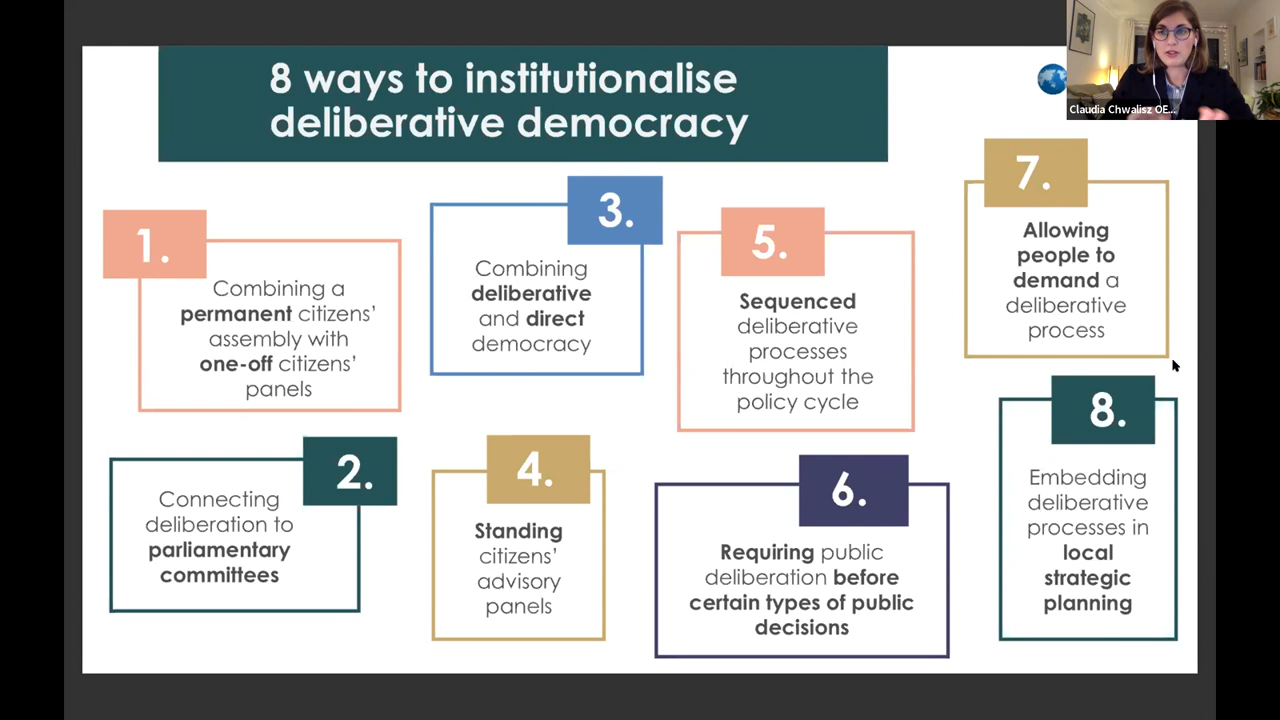 8 ways to institutionalise
deliberative democracy
Claudia Chwalisz OE...
1.
Combining a
permanent citizens’
assembly with
one-off citizens’
panels
2.
Connecting
deliberation to
parliamentary
committees
3.
Combining
deliberative
and direct
democracy
4.
Standing
citizens’
advisory
panels
5.
Sequenced
deliberative
processes
throughout the
policy cycle
6.
Requiring public
deliberation before
certain types of public
decisions
7.
Allowing
people to
demand a
deliberative
process
8.
Embedding
deliberative
processes in
local
strategic
planning